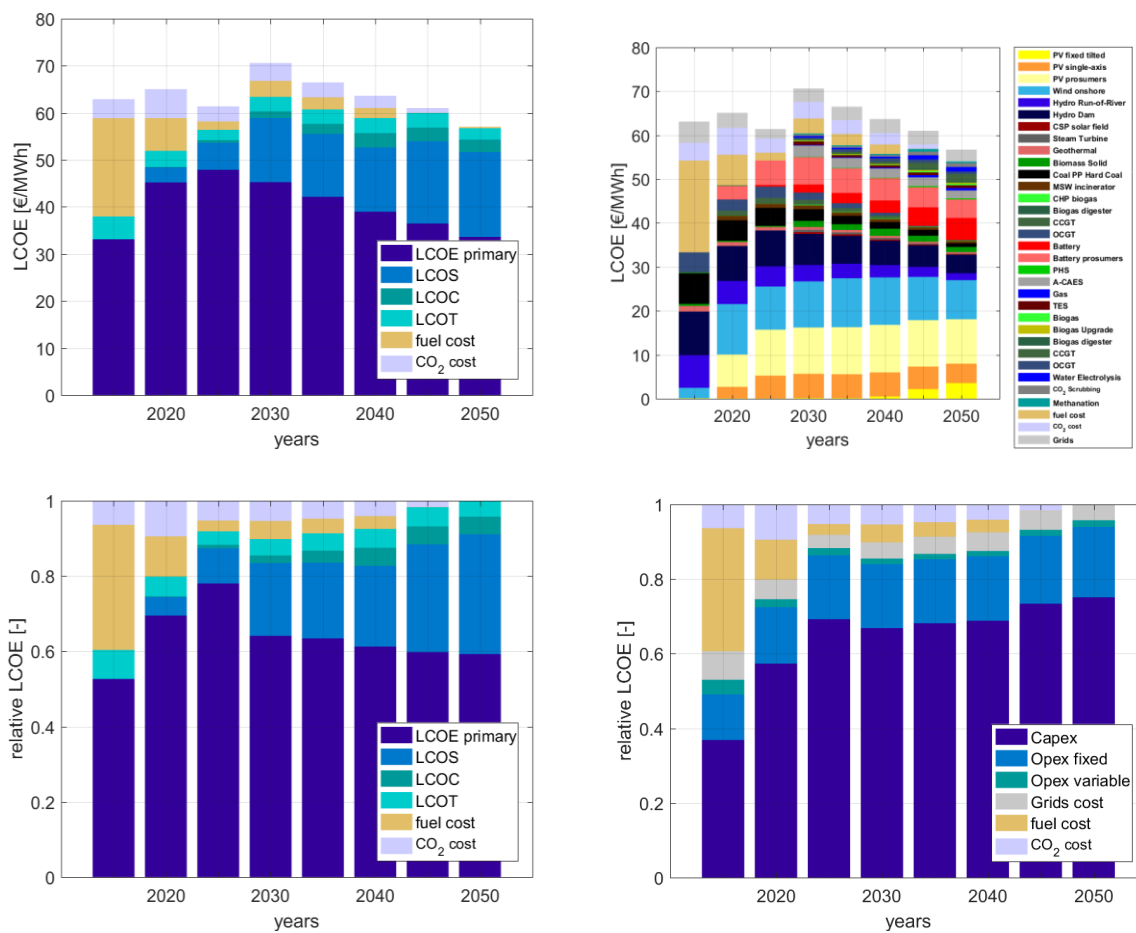 80
70
60
50
40
30
20
10
0
LCOE [€/MWh]
LCOE primary
LCOS
LCOC
LCOT
fuel cost
CO2 cost
2020
2030
2040
2050
years
80
70
60
50
40
30
20
10
0
LCOE [€/MWh]
2020
2030
2040
2050
years
PV fixed tilted
PV single-axis
PV prosumers
Wind onshore
Hydro Run-of-River
Hydro Dam
CSP solar field
Steam Turbine
Geothermal
Biomass Solid
Coal PP Hard Coal
MSW incinerator
CHP biogas
Biogas digester
CCGT
OCGT
Battery
Battery prosumers
PHS
A-CAES
Gas
TES
Biogas
Biogas Upgrade
Biogas digester
CCGT
OCGT
Water Electrolysis
CO2 Scrubbing
Methanation
fuel cost
CO2 cost
Grids
1
0.8
0.6
0.4
0.2
0
relative LCOE [-]
LCOE primary
LCOS
LCOC
LCOT
fuel cost
CO2 cost
2020
2030
2040
2050
years
1
0.8
0.6
0.4
0.2
0
relative LCOE [-]
Capex
Opex fixed
Opex variable
Grids cost
fuel cost
CO2 cost
2020
2030
2040
2050
years